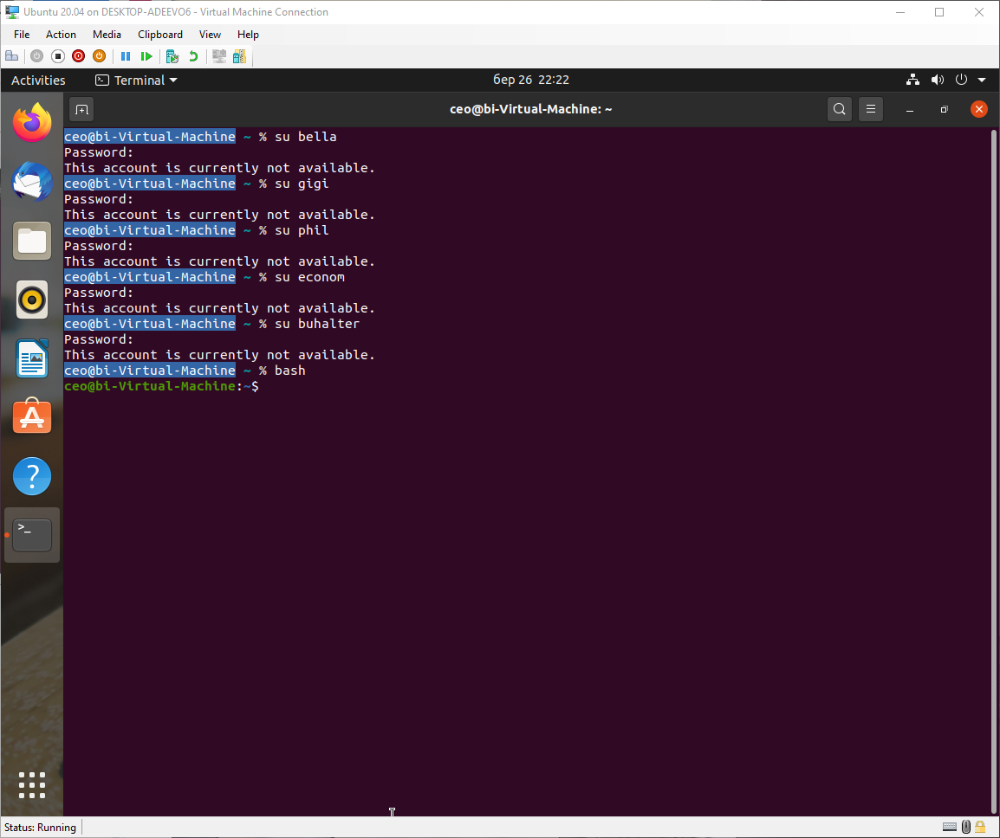 Ubuntu 20.04 on DESKTOP-ADEEVO6 - Virtual Machine Connection
File Action Media Clipboard View Help
Activities Terminal бер 26 22:22
ceo@bi-Virtual-Machine: ~
ceo@bi-Virtual-Machine ~ % su bella
Password:
This account is currently not available.
ceo@bi-Virtual-Machine ~ % su gigi
Password:
This account is currently not available.
ceo@bi-Virtual-Machine ~ % su phil
Password:
This account is currently not available.
ceo@bi-Virtual-Machine ~ % su econom
Password:
This account is currently not available.
ceo@bi-Virtual-Machine ~ % su buhalter
Password:
This account is currently not available.
ceo@bi-Virtual-Machine ~ % bash
ceo@bi-Virtual-Machine:~$
Status: Running